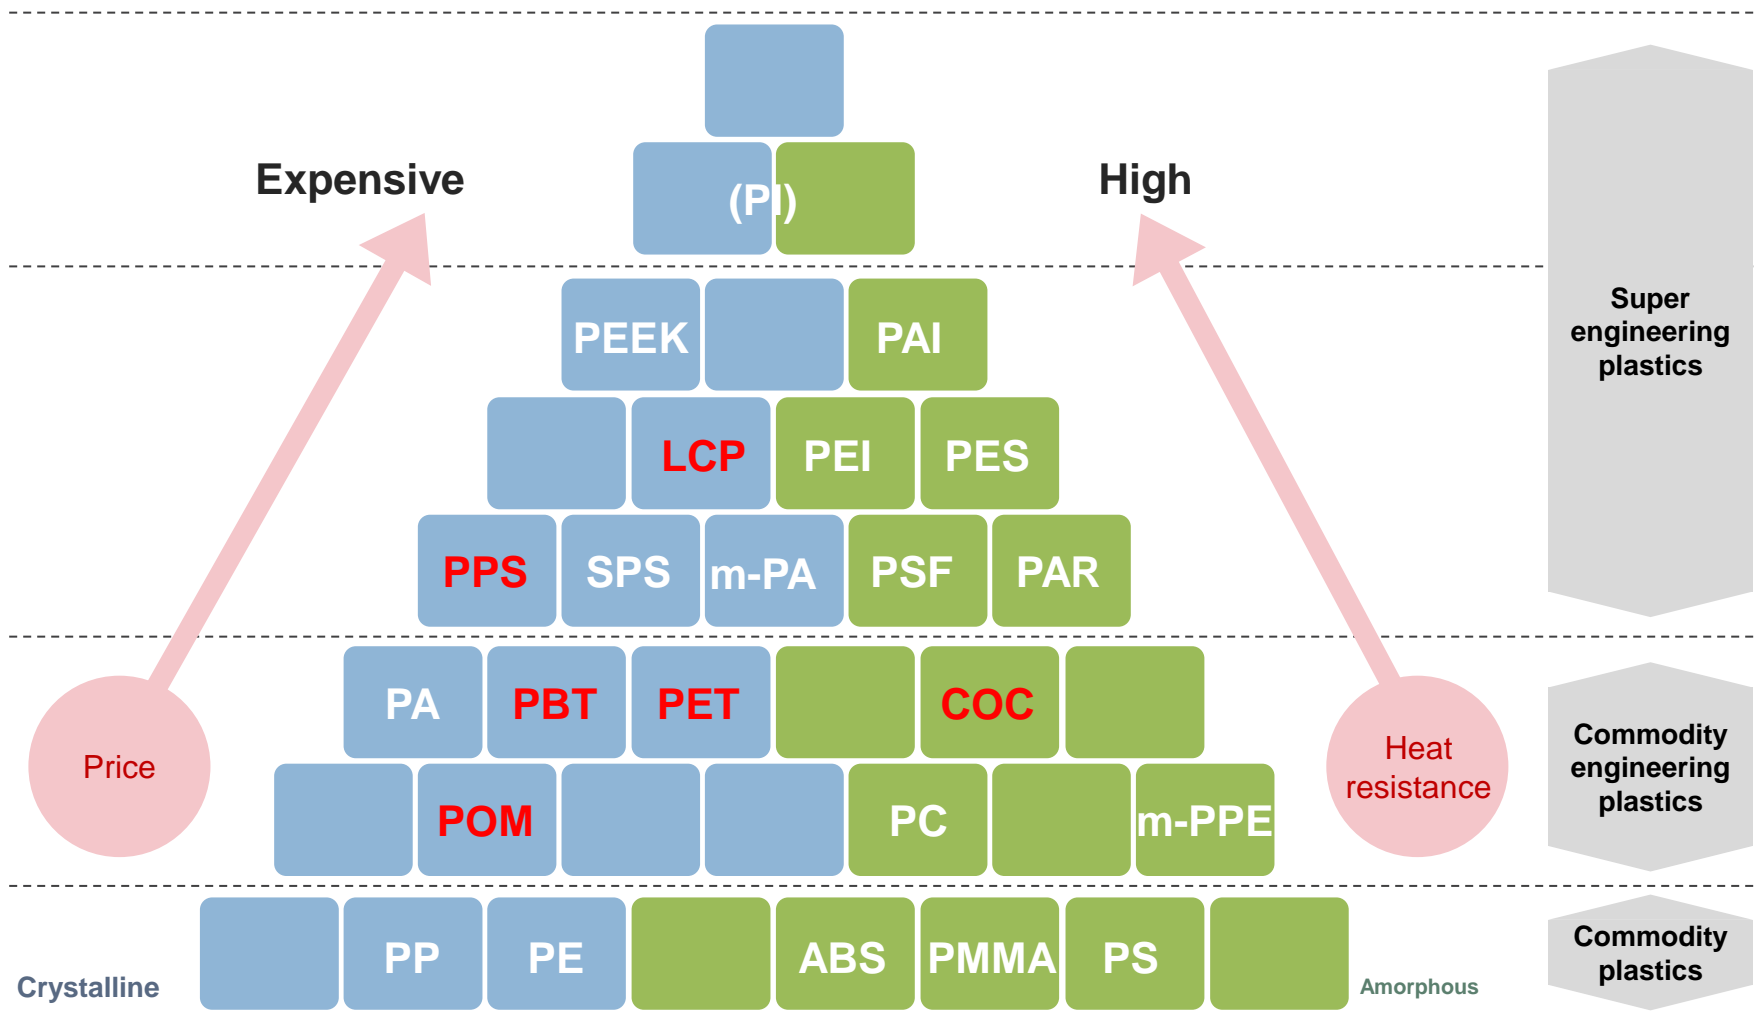 Expensive
High
(PI)
PEEK
PAI
Super
engineering
plastics
LCP
PEI
PES
PPS
SPS
m-PA
PSF
PAR
PA
PBT
PET
COC
Price
Heat
resistance
Commodity
engineering
plastics
POM
PC
m-PPE
PP
PE
ABS
PMMA
PS
Commodity
plastics
Crystalline
Amorphous